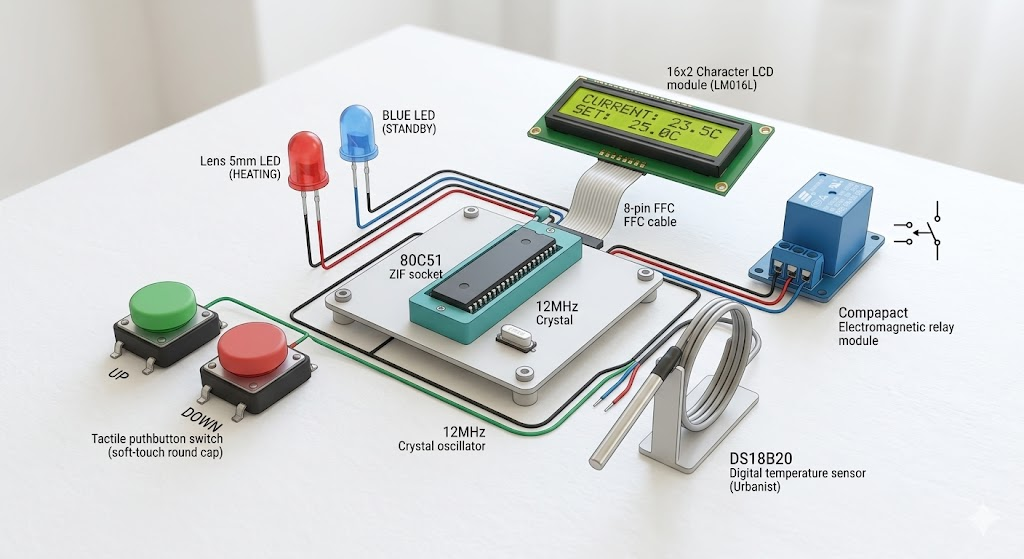 16x2 Character LCD
module (LM016L)
CURRENT: 23.5C
SET: 25.0C
BLUE LED
(STANDBY)
Lens 5mm LED
(HEATING)
8-pin FFC
FFC cable
80C51
ZIF socket
12MHz
Crystal
Compapact
Electromagnetic relay
module
UP
DOWN
Tactile puthbutton switch
(soft-touch round cap)
12MHz
Crystal oscillator
DS18B20
Digital temperature sensor
(Urbanist)